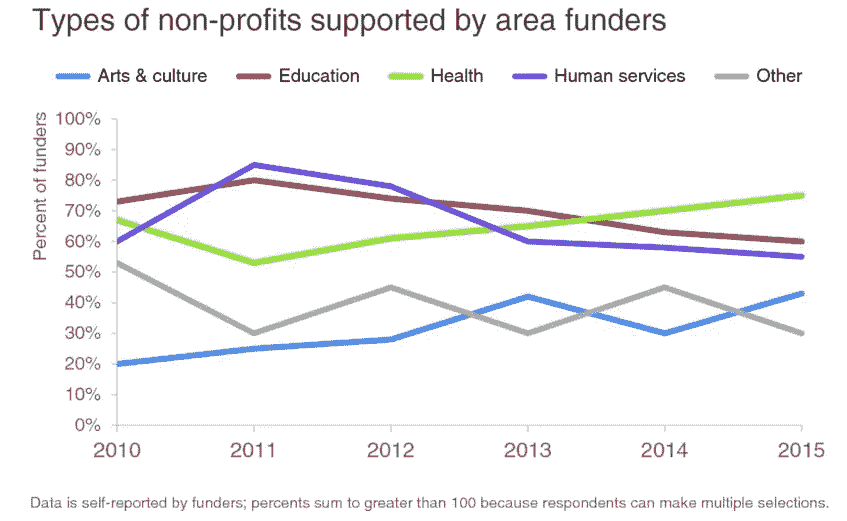 Types of non-profits supported by area funders
Arts & culture Education Health Human services Other
Percent of funders
100%
90%
80%
70%
60%
50%
40%
30%
20%
10%
0%
2010 2011 2012 2013 2014 2015
Data is self-reported by funders; percents sum to greater than 100 because respondents can make multiple selections.